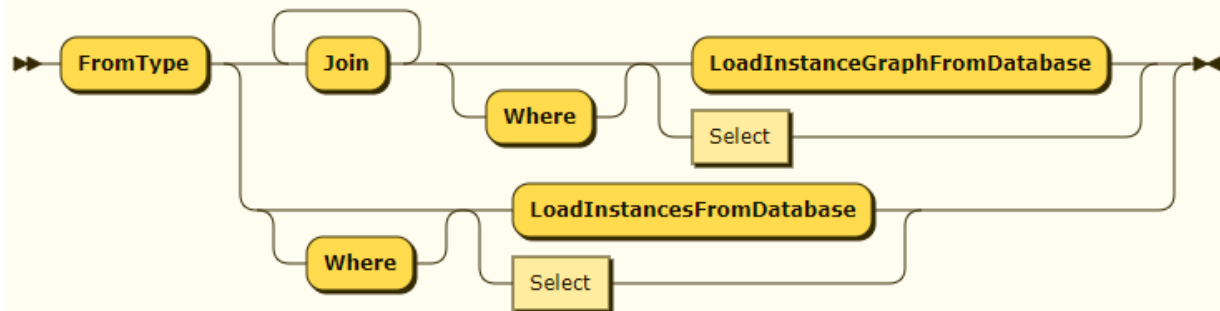 FromType
Join
LoadInstanceGraphFromDatabase
Where
Select
LoadInstancesFromDatabase
Where
Select